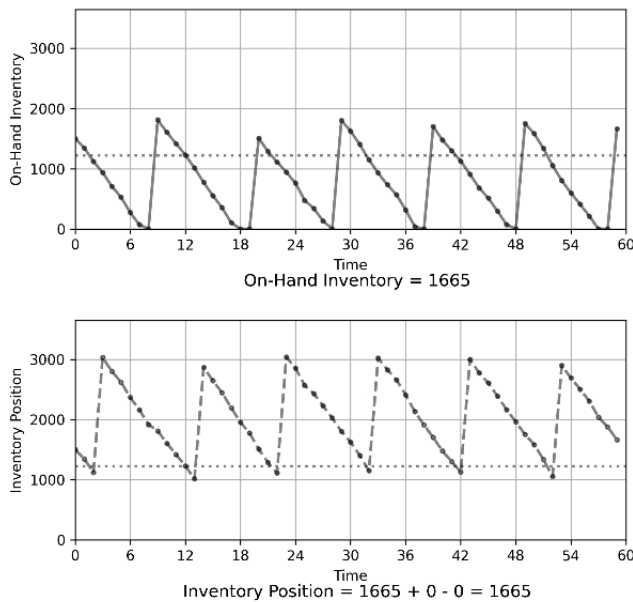 3000
2000
1000
0
On-Hand Inventory
0 6 12 18 24 30 36 42 48 54 60
Time
On-Hand Inventory = 1665
3000
2000
1000
0
Inventory Position
0 6 12 18 24 30 36 42 48 54 60
Time
Inventory Position = 1665 + 0 - 0 = 1665